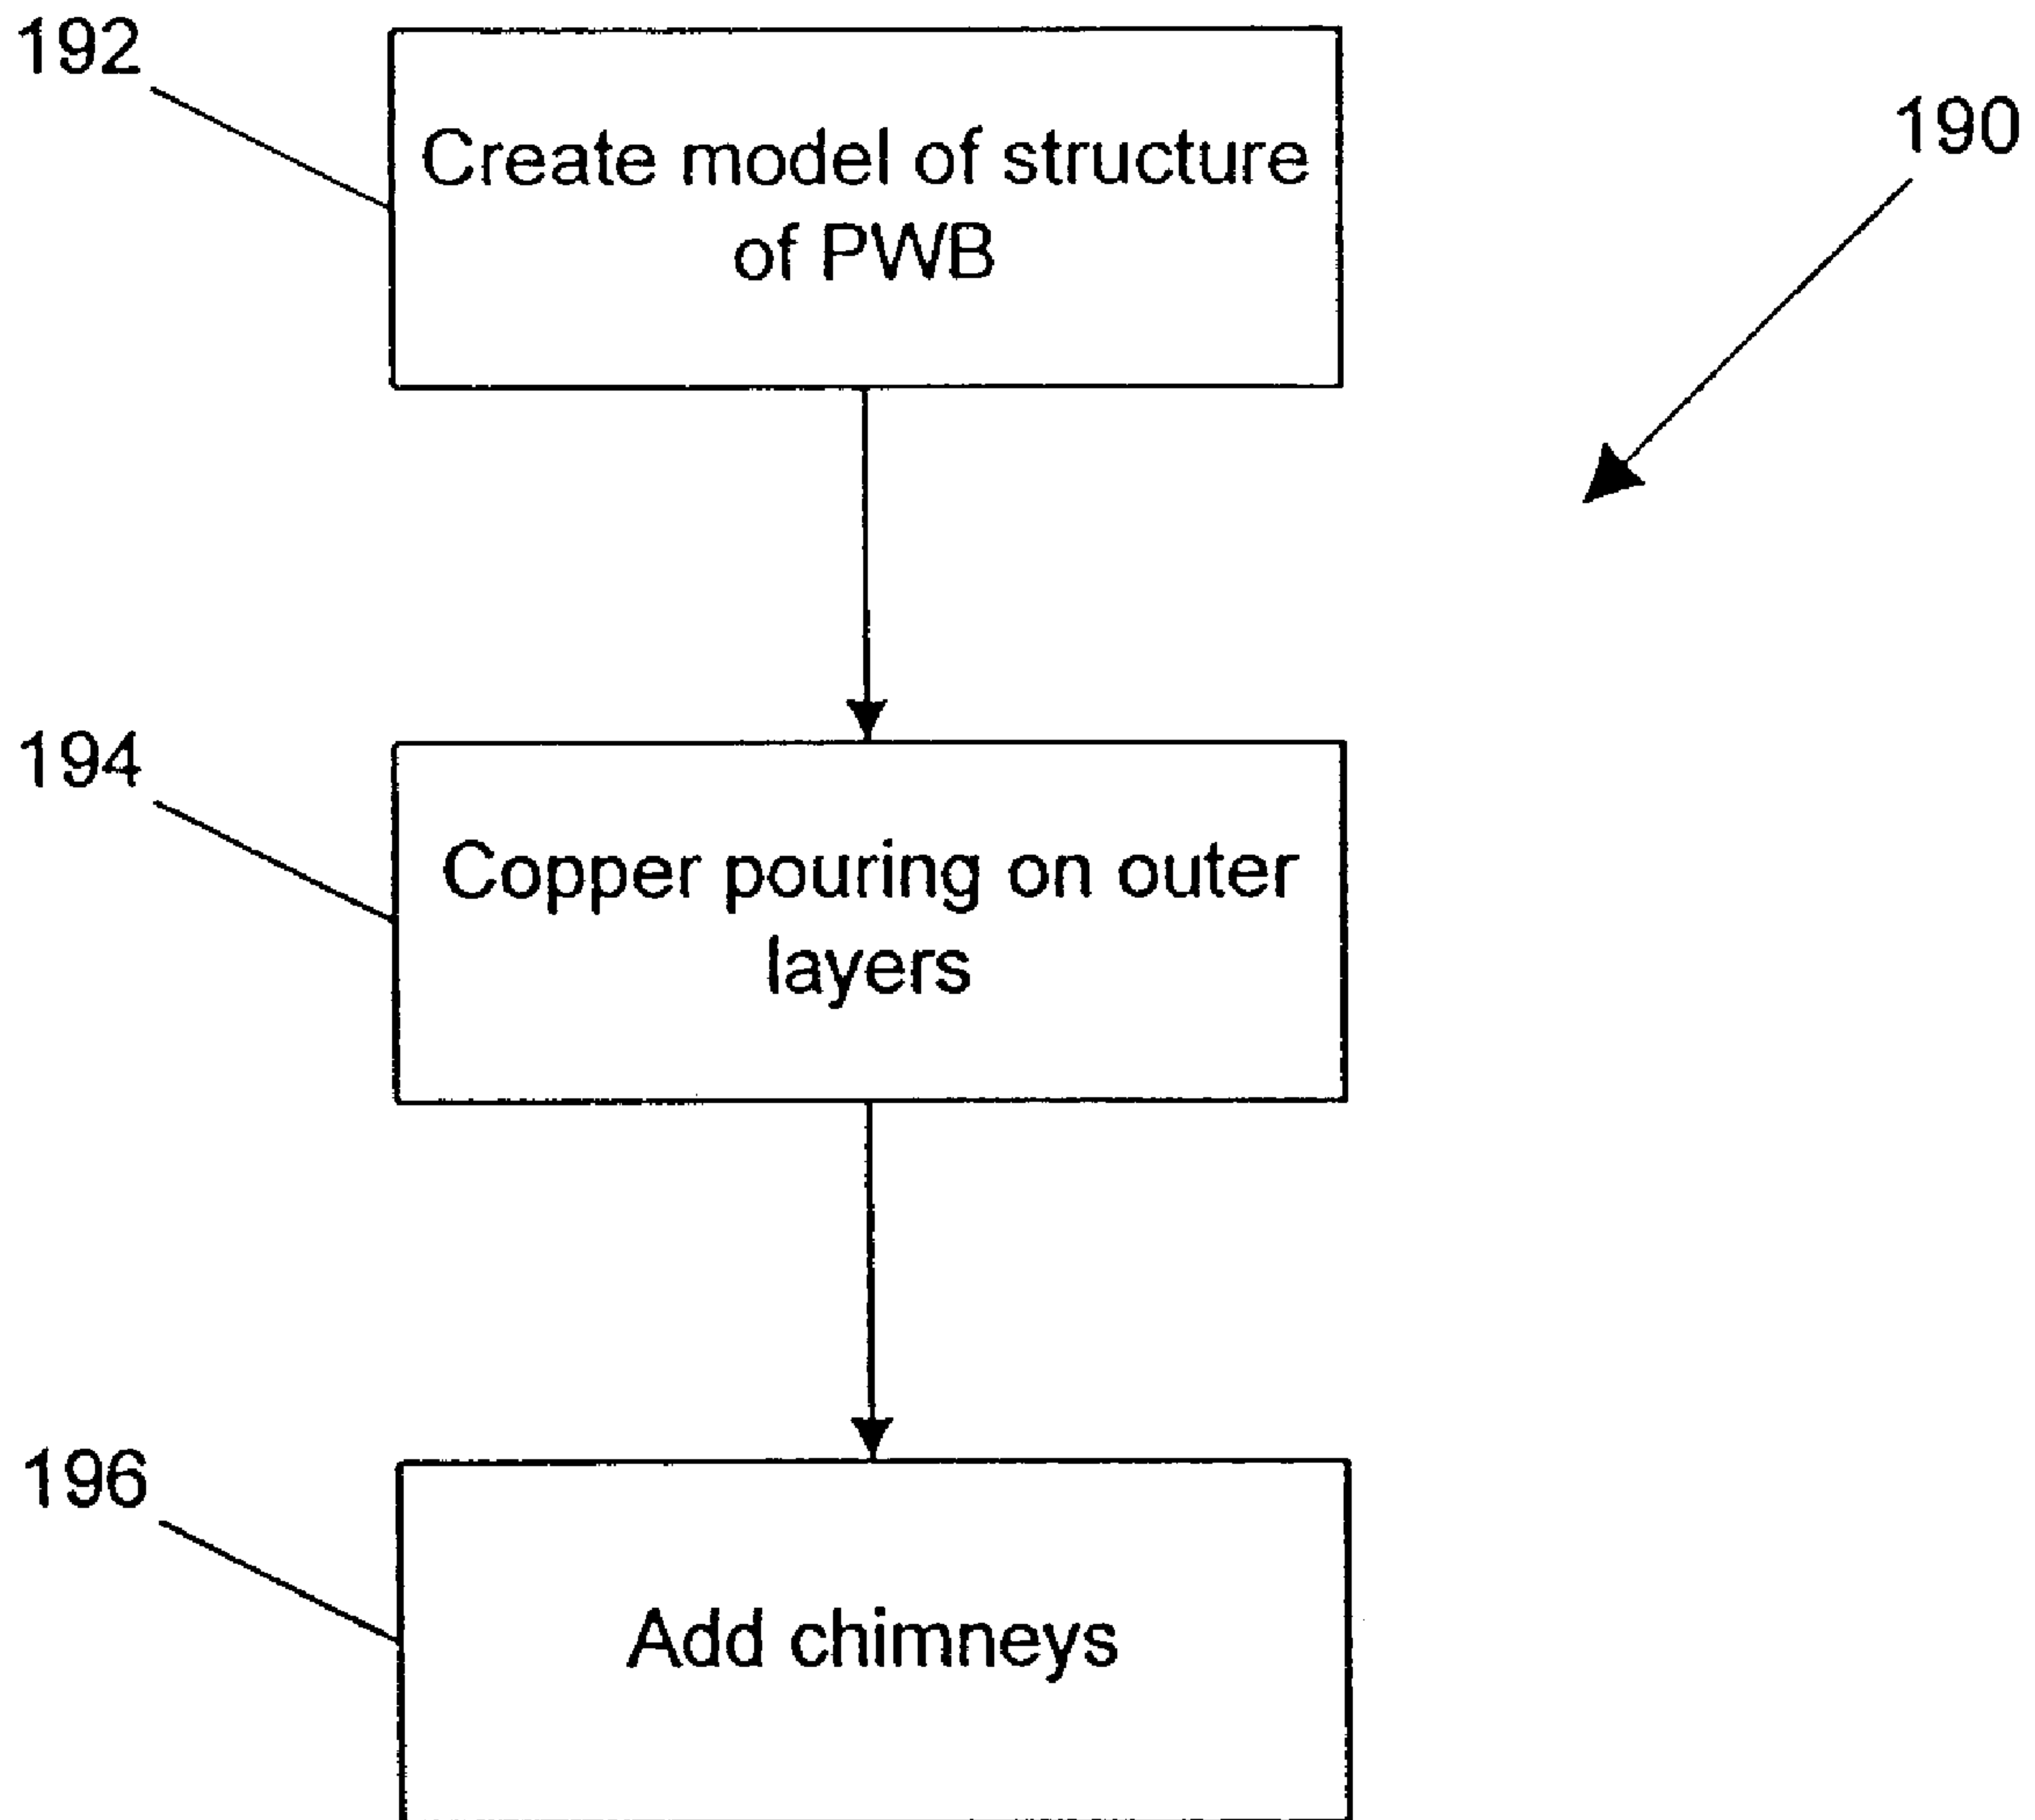 192
Create model of structure
of PWB
190
194
Copper pouring on outer
layers
196
Add chimneys